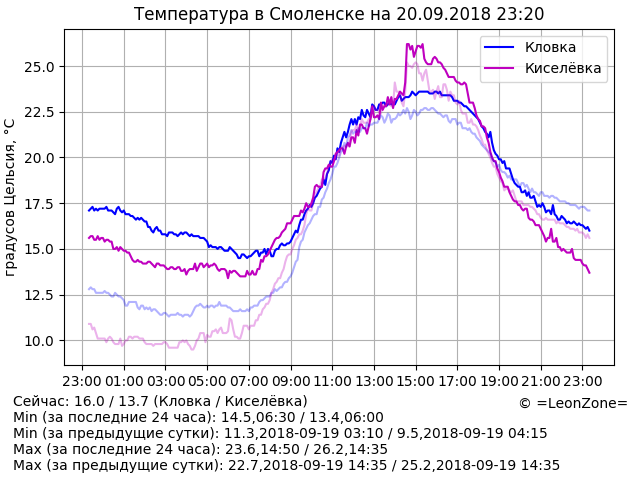 Температура в Смоленске на 20.09.2018 23:20
Кловка
Киселёвка
градусов Цельсия, °C
25.0
22.5
20.0
17.5
15.0
12.5
10.0
23:00 01:00 03:00 05:00 07:00 09:00 11:00 13:00 15:00 17:00 19:00 21:00 23:00
Сейчас: 16.0 / 13.7 (Кловка / Киселёвка)
© =LeonZone=
Min (за последние 24 часа): 14.5,06:30 / 13.4,06:00
Min (за предыдущие сутки): 11.3,2018-09-19 03:10 / 9.5,2018-09-19 04:15
Max (за последние 24 часа): 23.6,14:50 / 26.2,14:35
Max (за предыдущие сутки): 22.7,2018-09-19 14:35 / 25.2,2018-09-19 14:35